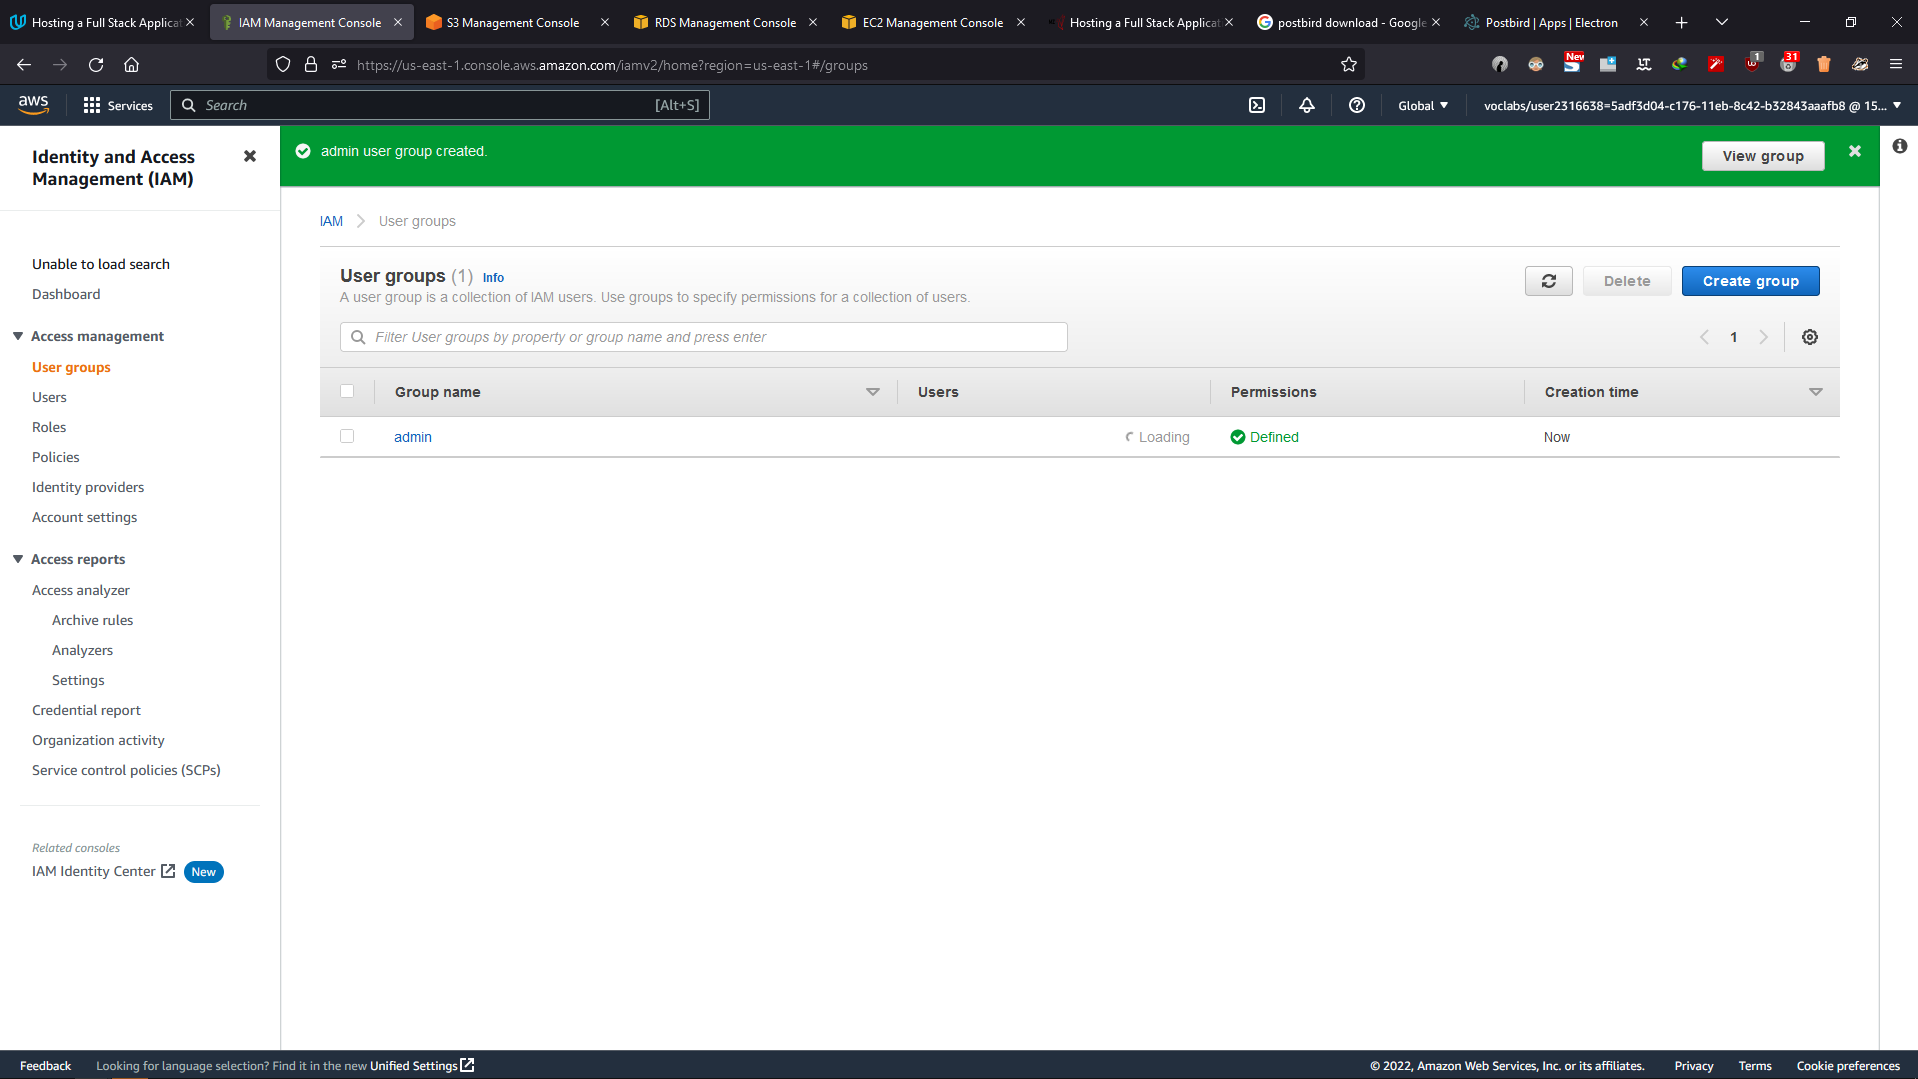 Hosting a Full Stack Applicat
IAM Management Console
S3 Management Console
RDS Management Console
EC2 Management Console
Hosting a Full Stack Applicat
postbird download - Google
Postbird | Apps | Electron
https://us-east-1.console.aws.amazon.com/iamv2/home?region=us-east-1#/groups
New
1
31
aws
Services
Search
[Alt+S]
Global
voclabs/user2316638=5adf3d04-c176-11eb-8c42-b32843aaafb8 @ 15...
Identity and Access
Management (IAM)
Unable to load search
Dashboard
Access management
User groups
Users
Roles
Policies
Identity providers
Account settings
Access reports
Access analyzer
Archive rules
Analyzers
Settings
Credential report
Organization activity
Service control policies (SCPs)
Related consoles
IAM Identity Center New
admin user group created.
View group
IAM > User groups
User groups (1) Info
A user group is a collection of IAM users. Use groups to specify permissions for a collection of users.
Delete
Create group
Filter User groups by property or group name and press enter
1
Group name Users Permissions Creation time
admin Loading Defined Now
Feedback Looking for language selection? Find it in the new Unified Settings
© 2022, Amazon Web Services, Inc. or its affiliates. Privacy Terms Cookie preferences